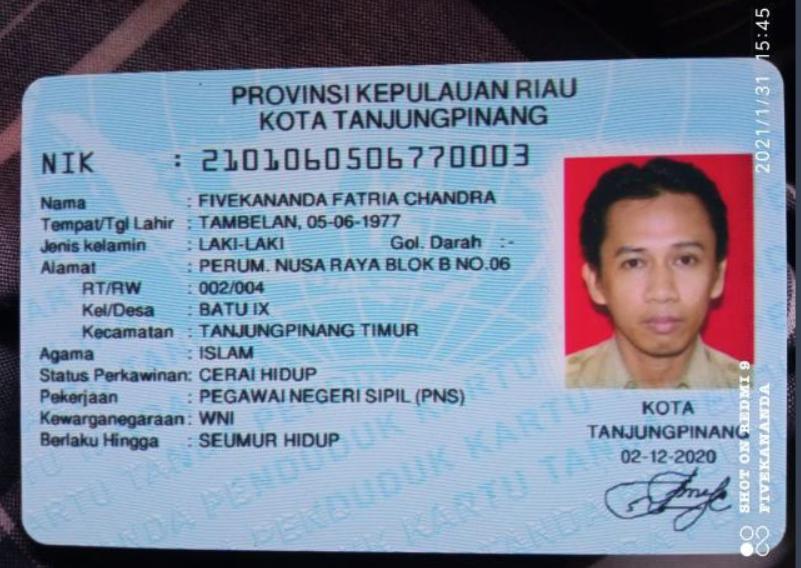 PROVINSI KEPULAUAN RIAU
KOTA TANJUNGPINANG
NIK : 2101060506770003
Nama : FIVEKANANDA FATRIA CHANDRA
Tempat/Tgl Lahir : TAMBELAN, 05-06-1977
Jenis kelamin : LAKI-LAKI Gol. Darah :-
Alamat : PERUM. NUSA RAYA BLOK B NO.06
RT/RW : 002/004
Kel/Desa : BATU IX
Kecamatan : TANJUNGPINANG TIMUR
Agama : ISLAM
Status Perkawinan: CERAI HIDUP
Pekerjaan : PEGAWAI NEGERI SIPIL (PNS)
Kewarganegaraan : WNI
Berlaku Hingga : SEUMUR HIDUP
KOTA
TANJUNGPINANG
02-12-2020
2021/1/31 15:45
SHOT ON REDMI 9
FIVEKANANDA